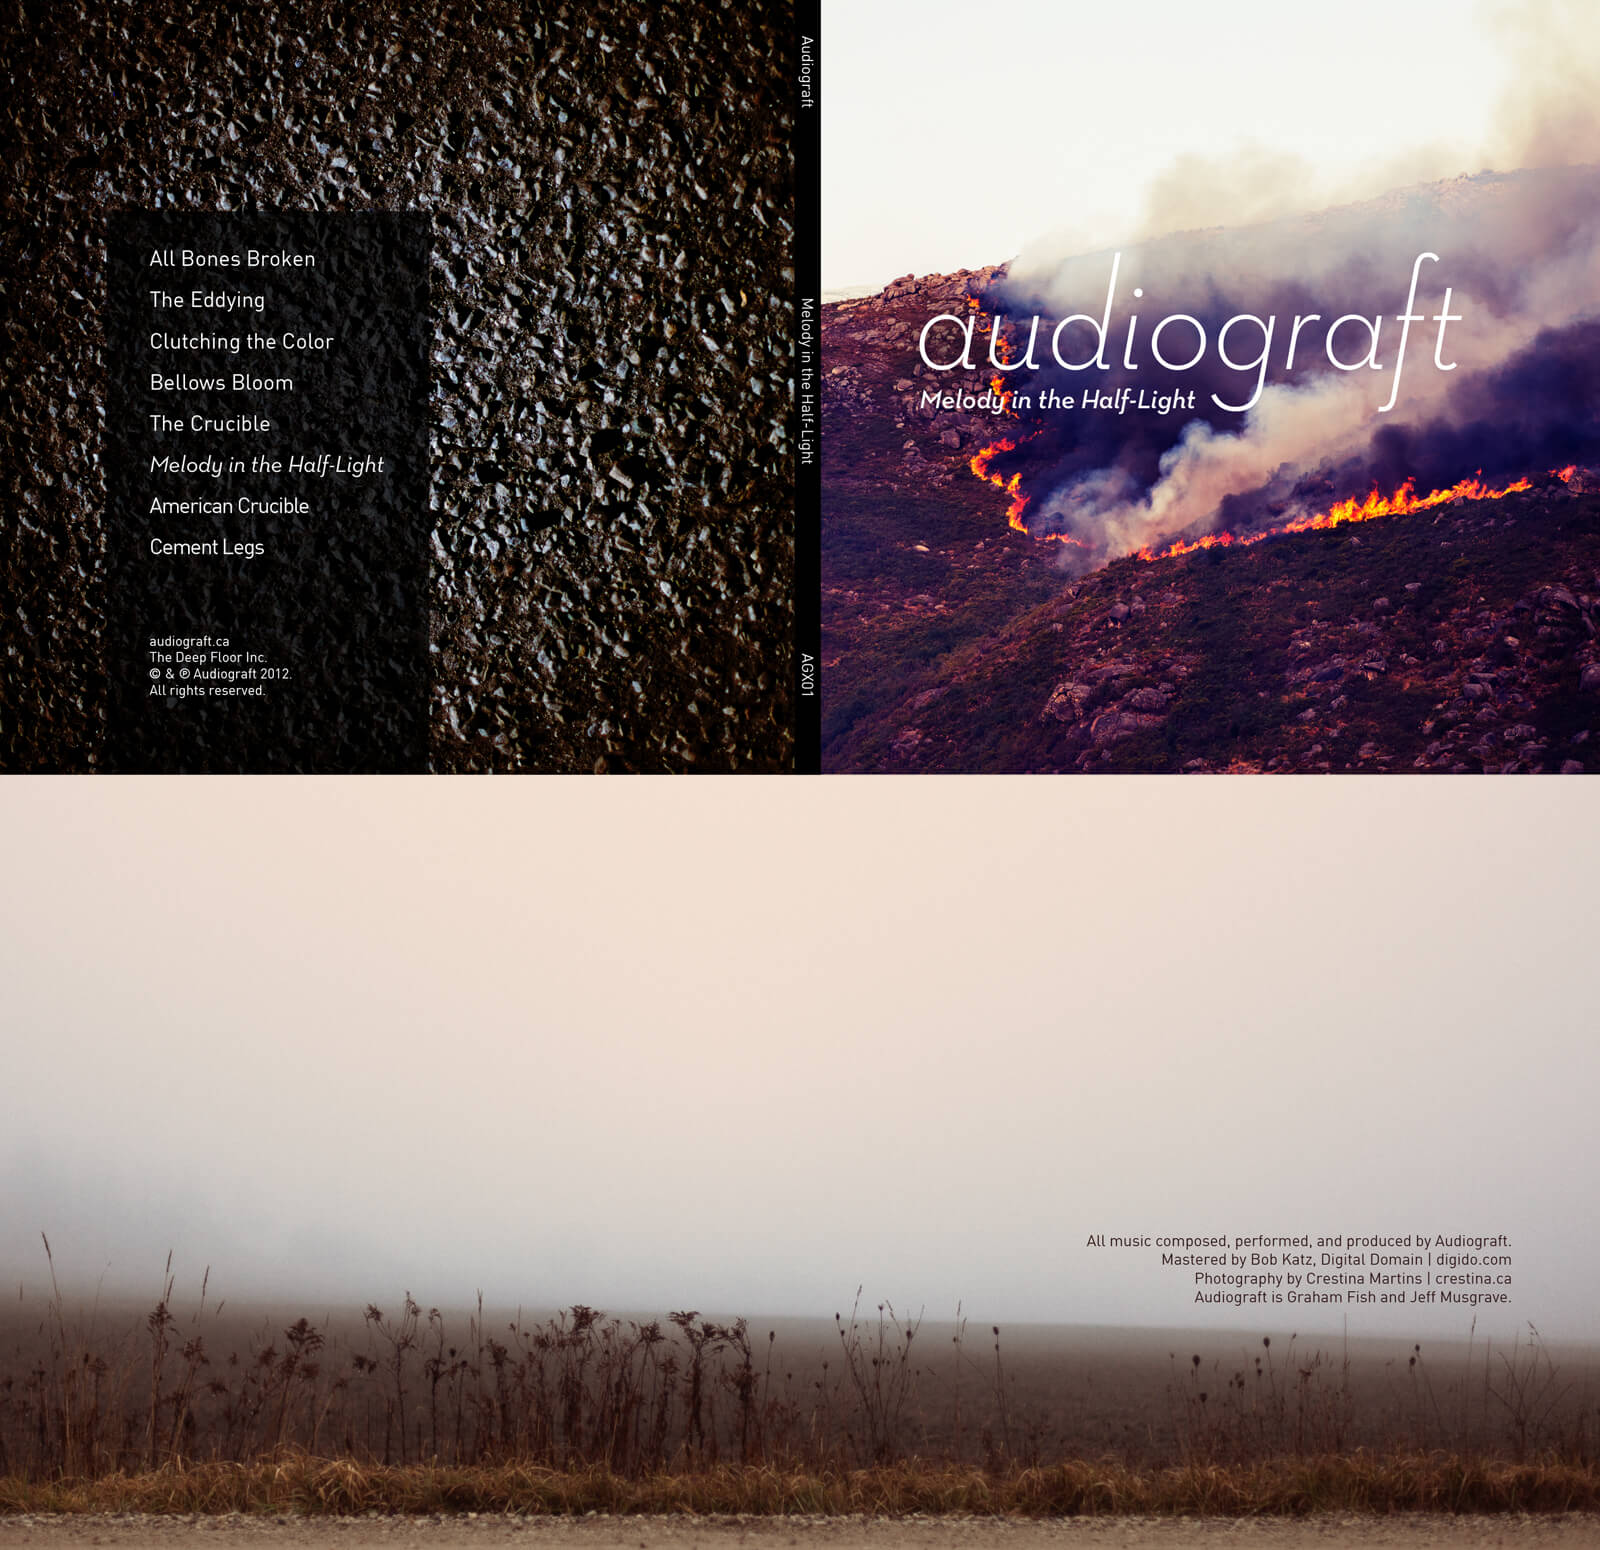 All Bones Broken
The Eddying
Clutching the Color
Bellows Bloom
The Crucible
Melody in the Half-Light
American Crucible
Cement Legs
audiograft.ca
The Deep Floor Inc.
© & ℗ Audiograft 2012.
All rights reserved.
Audiograft
Melody in the Half-Light
AGX01
audiograft
Melody in the Half-Light
All music composed, performed, and produced by Audiograft.
Mastered by Bob Katz, Digital Domain | digido.com
Photography by Crestina Martins | crestina.ca
Audiograft is Graham Fish and Jeff Musgrave.